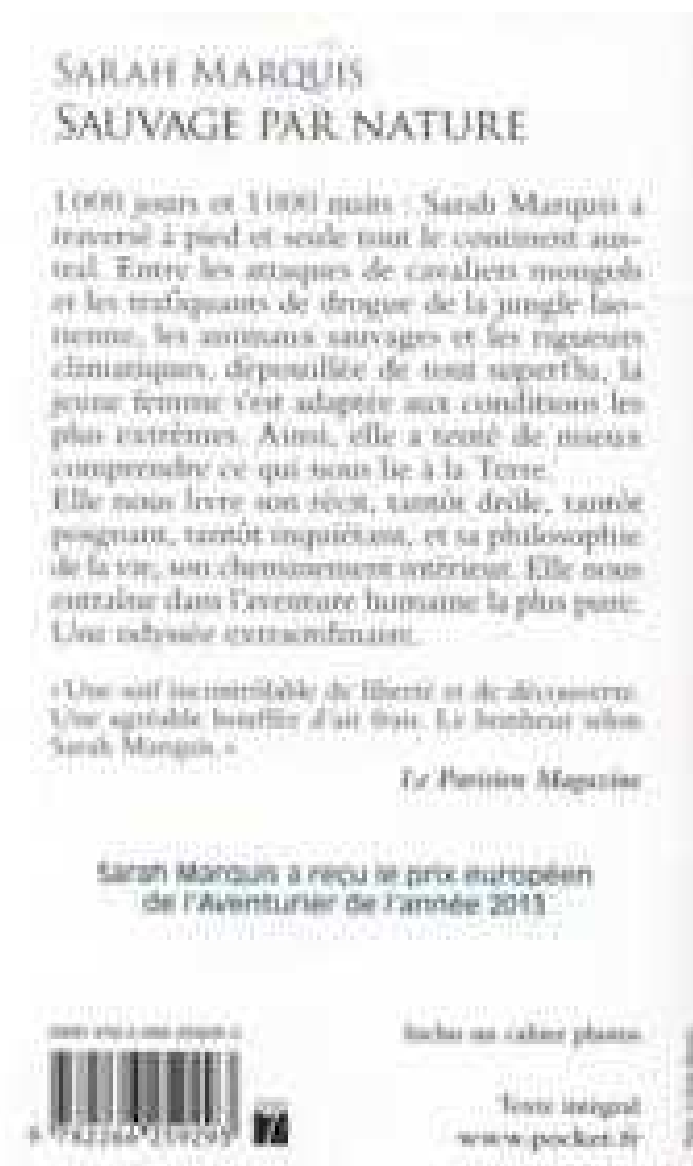 SARAH MARQUIS
SAUVAGE PAR NATURE
1 000 jours et 1 000 nuits : Sarah Marquis a
traversé à pied et seule tout le continent aus-
tral. Entre les attaques de cavaliers mongols
et les trafiquants de drogue de la jungle lao-
tienne, les animaux sauvages et les rigueurs
climatiques, dépouillée de tout superflu, la
jeune femme s'est adaptée aux conditions les
plus extrêmes. Ainsi, elle a tenté de mieux
comprendre ce qui nous lie à la Terre.
Elle nous livre son récit, tantôt drôle, tantôt
poignant, tantôt inquiétant, et sa philosophie
de la vie, son cheminement intérieur. Elle nous
entraîne dans l'aventure humaine la plus pure.
Une odyssée extraordinaire.
« Une soif incontrôlable de liberté et de découverte.
Une agréable bouffée d'air frais. Le bonheur selon
Sarah Marquis. »
Le Parisien Magazine
Sarah Marquis a reçu le prix européen
de l'Aventurier de l'année
Inclus un cahier photos
Texte intégral
www.pocket.fr